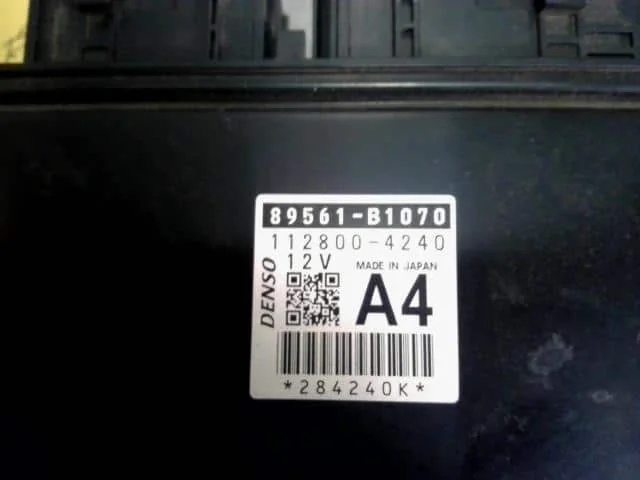 89561-B1070
112800-4240
12V
MADE IN JAPAN
DENSO
A4
*284240K*